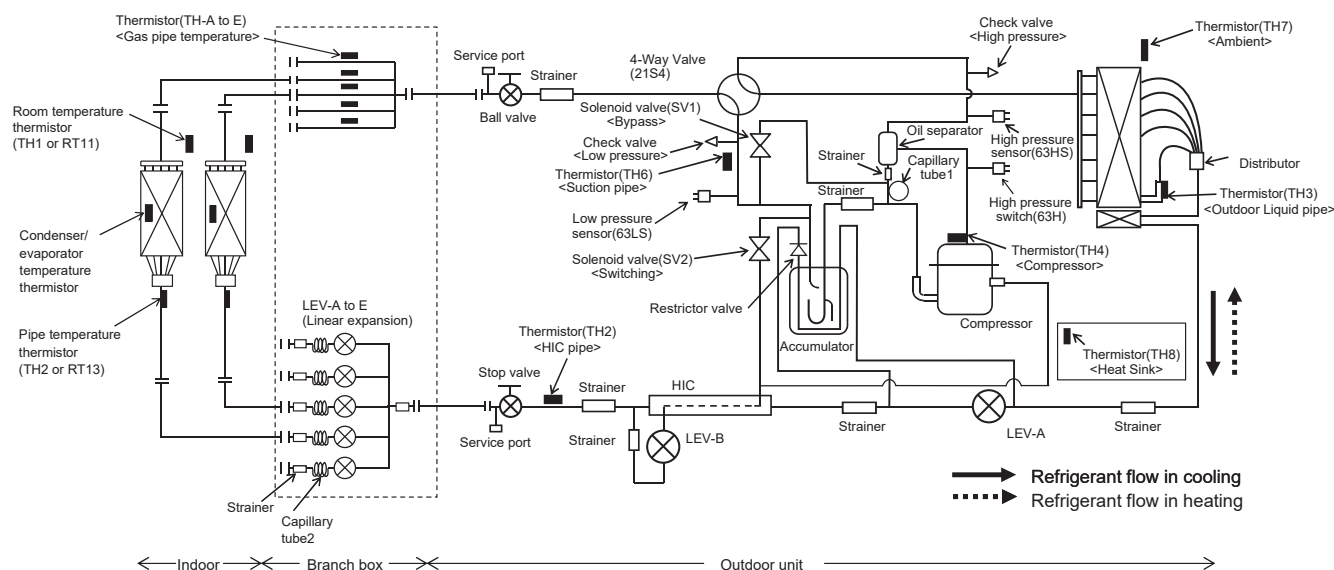 Thermistor(TH-A to E)
<Gas pipe temperature>
Room temperature
thermistor
(TH1 or RT11)
Condenser/
evaporator
temperature
thermistor
Pipe temperature
thermistor
(TH2 or RT13)
LEV-A to E
(Linear expansion)
Strainer
Capillary
tube2
Service port
Ball valve
Strainer
4-Way Valve
(21S4)
Solenoid valve(SV1)
<Bypass>
Check valve
<Low pressure>
Thermistor(TH6)
<Suction pipe>
Low pressure
sensor(63LS)
Solenoid valve(SV2)
<Switching>
Restrictor valve
Strainer
Oil separator
Capillary
tube1
Strainer
Accumulator
Check valve
<High pressure>
High pressure
sensor(63HS)
High pressure
switch(63H)
Thermistor(TH4)
<Compressor>
Compressor
Thermistor(TH7)
<Ambient>
Distributor
Thermistor(TH3)
<Outdoor Liquid pipe>
Thermistor(TH8)
<Heat Sink>
Thermistor(TH2)
<HIC pipe>
Stop valve
Service port
Strainer
Strainer
HIC
LEV-B
Strainer
LEV-A
Strainer
Refrigerant flow in cooling
Refrigerant flow in heating
Indoor
Branch box
Outdoor unit